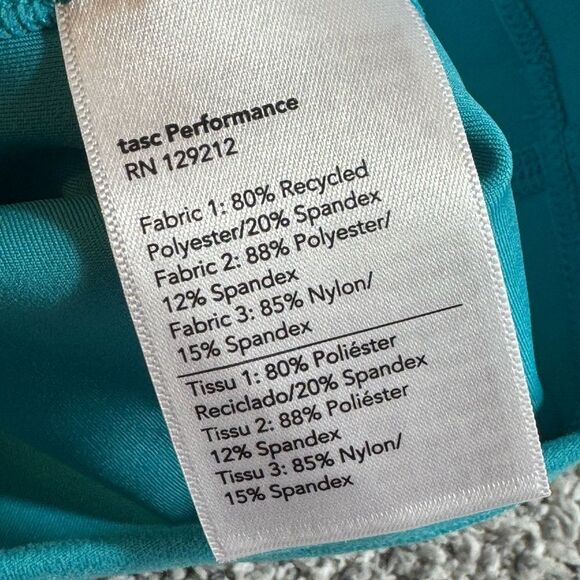 tasc Performance
RN 129212
Fabric 1: 80% Recycled
Polyester/20% Spandex
Fabric 2: 88% Polyester/
12% Spandex
Fabric 3: 85% Nylon/
15% Spandex
Tissu 1: 80% Poliéster
Reciclado/20% Spandex
Tissu 2: 88% Poliéster
12% Spandex
Tissu 3: 85% Nylon/
15% Spandex